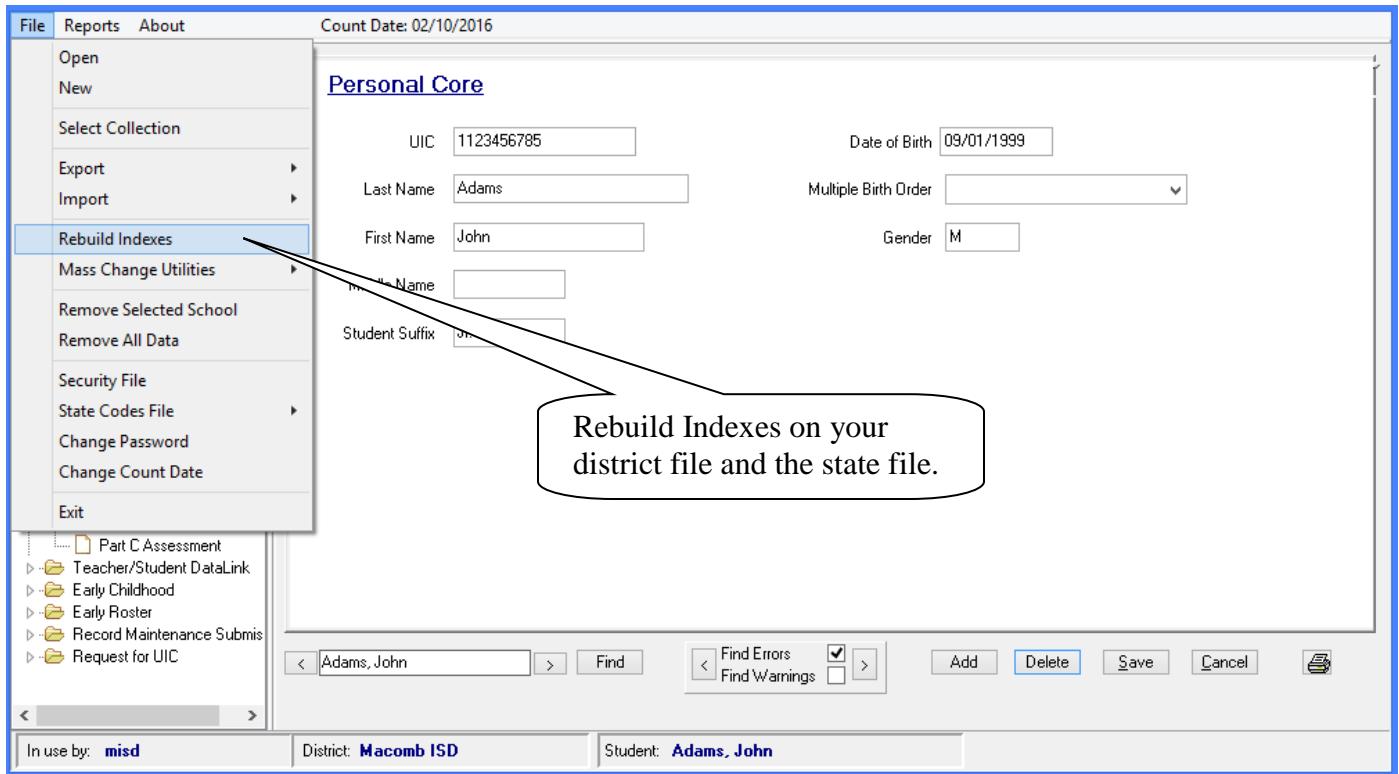 File Reports About Count Date: 02/10/2016
Open
New
Select Collection
Export
Import
Rebuild Indexes
Mass Change Utilities
Remove Selected School
Remove All Data
Security File
State Codes File
Change Password
Change Count Date
Exit
Part C Assessment
Teacher/Student DataLink
Early Childhood
Early Roster
Record Maintenance Submis
Request for UIC
Personal Core
UIC 1123456785
Date of Birth 09/01/1999
Last Name Adams
Multiple Birth Order
First Name John
Gender M
Name
Student Suffix
Rebuild Indexes on your
district file and the state file.
< Adams, John > Find
< Find Errors >
Find Warnings
Add Delete Save Cancel
In use by: misd District: Macomb ISD Student: Adams, John